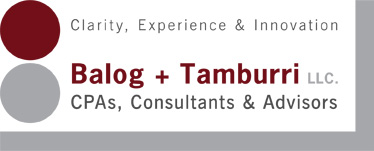 Clarity, Experience & Innovation
Balog + Tamburri LLC.
CPAs, Consultants & Advisors